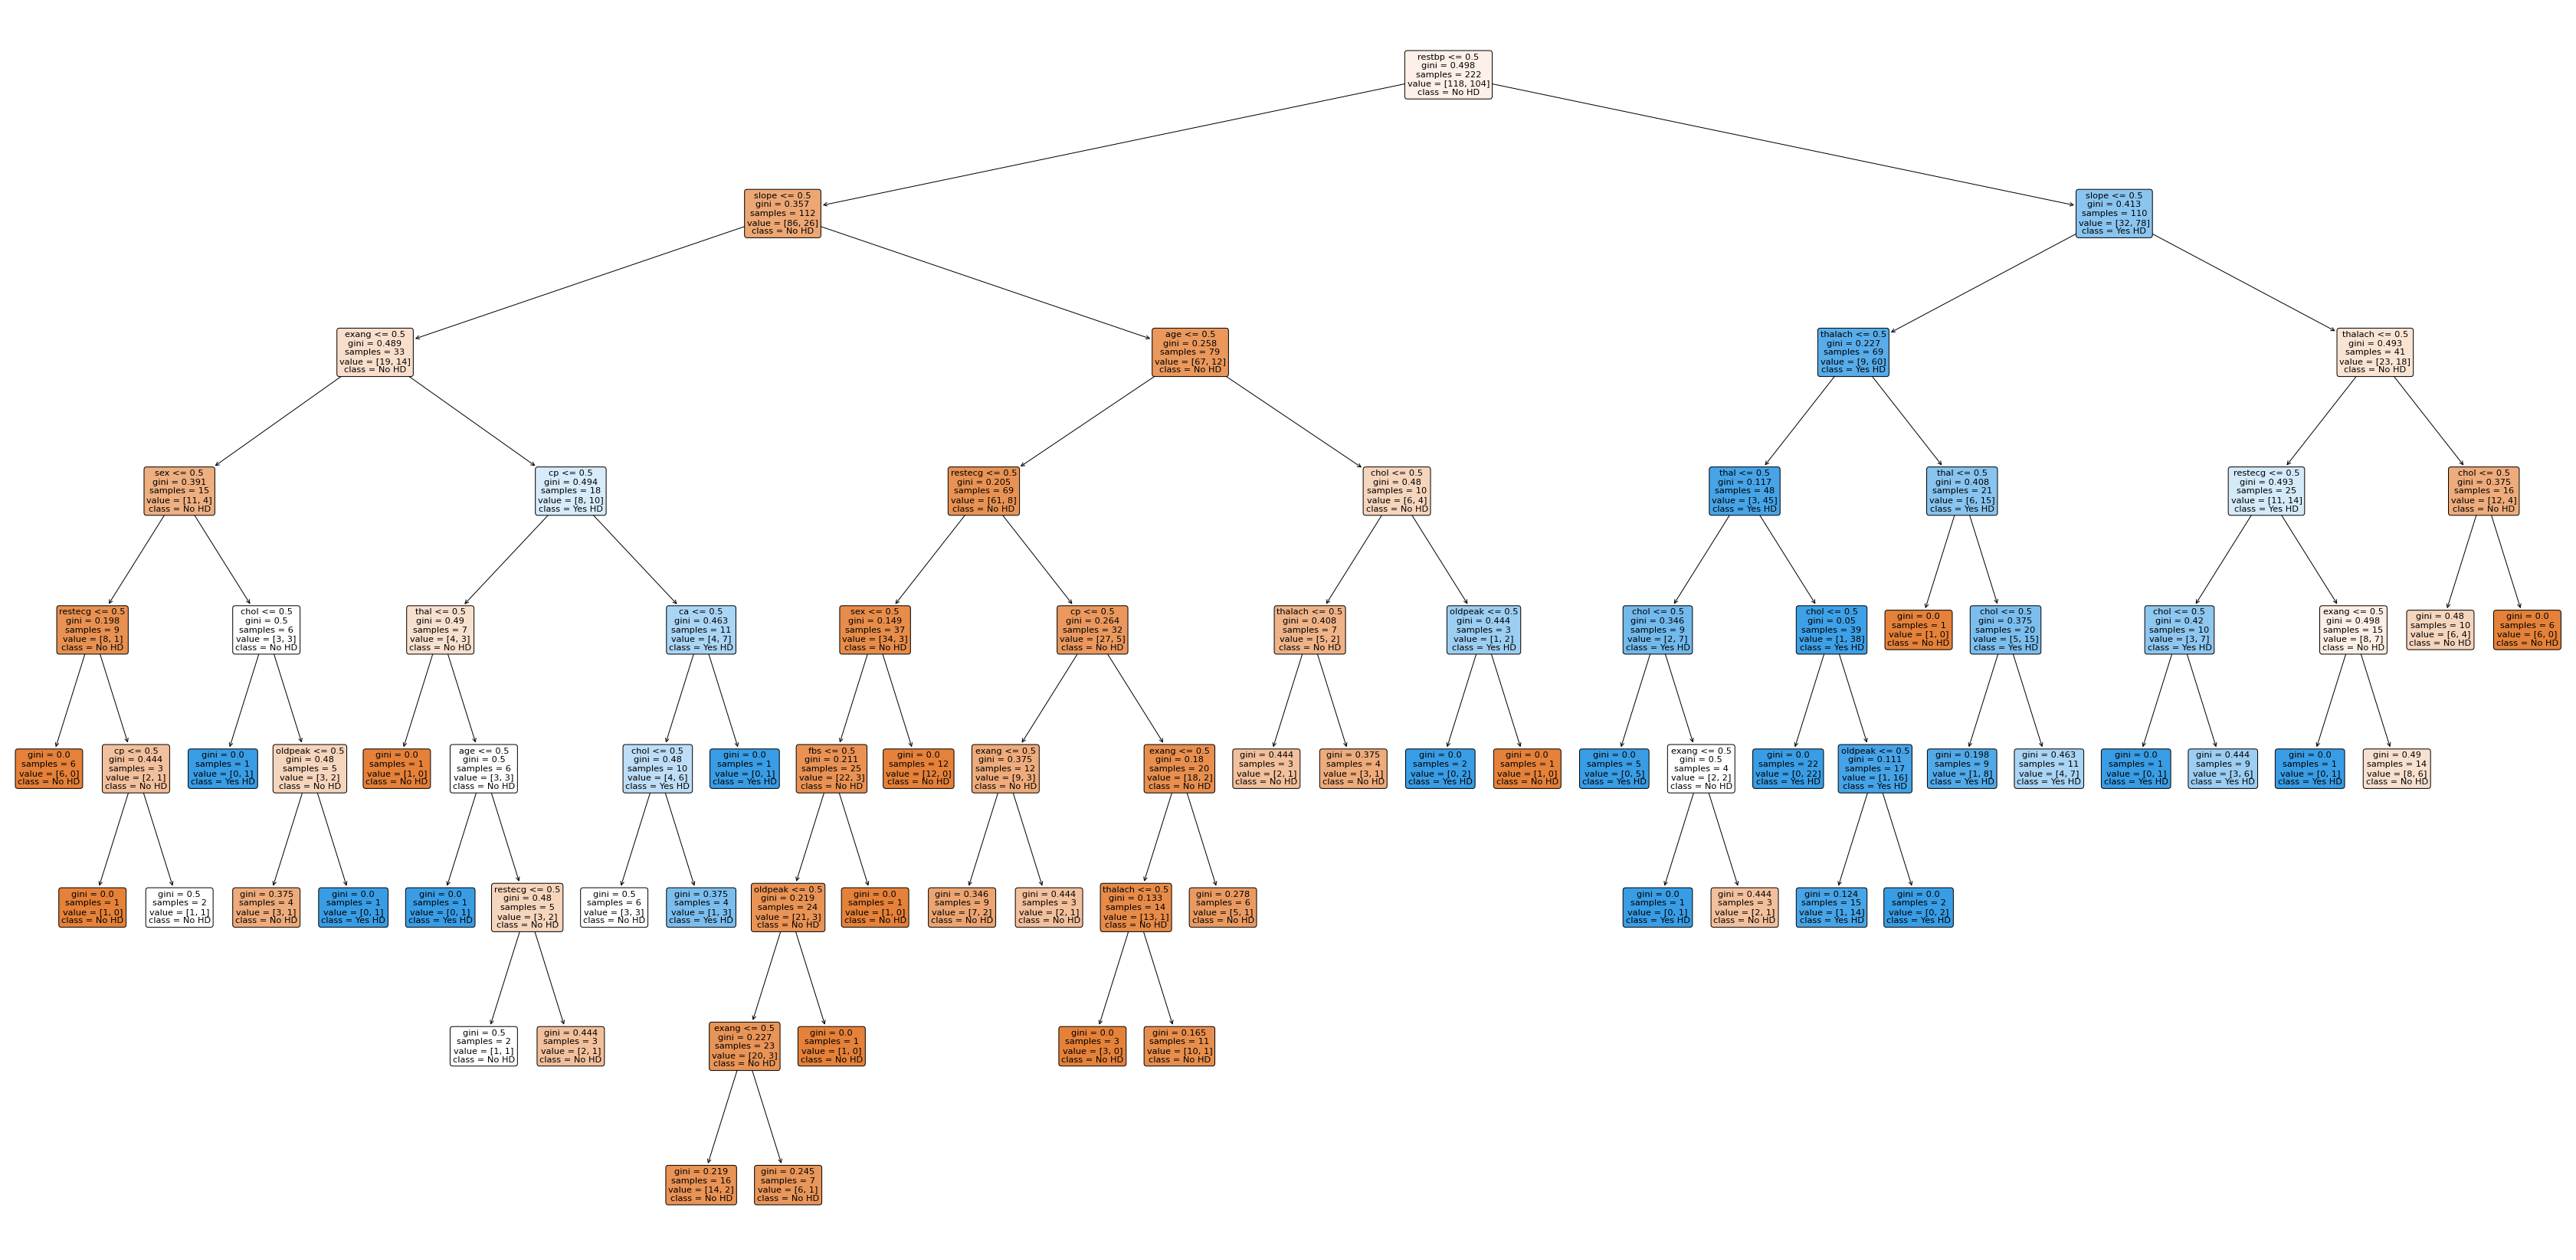 restbp <= 0.5
gini = 0.498
samples = 222
value = [118, 104]
class = No HD
slope <= 0.5
gini = 0.357
samples = 112
value = [86, 26]
class = No HD
slope <= 0.5
gini = 0.413
samples = 110
value = [32, 78]
class = Yes HD
exang <= 0.5
gini = 0.489
samples = 33
value = [19, 14]
class = No HD
age <= 0.5
gini = 0.258
samples = 79
value = [67, 12]
class = No HD
thalach <= 0.5
gini = 0.227
samples = 69
value = [9, 60]
class = Yes HD
thalach <= 0.5
gini = 0.493
samples = 41
value = [23, 18]
class = No HD
sex <= 0.5
gini = 0.391
samples = 15
value = [11, 4]
class = No HD
cp <= 0.5
gini = 0.494
samples = 18
value = [8, 10]
class = Yes HD
restecg <= 0.5
gini = 0.205
samples = 69
value = [61, 8]
class = No HD
chol <= 0.5
gini = 0.48
samples = 10
value = [6, 4]
class = No HD
thal <= 0.5
gini = 0.117
samples = 48
value = [3, 45]
class = Yes HD
thal <= 0.5
gini = 0.408
samples = 21
value = [6, 15]
class = Yes HD
restecg <= 0.5
gini = 0.493
samples = 25
value = [11, 14]
class = Yes HD
chol <= 0.5
gini = 0.375
samples = 16
value = [12, 4]
class = No HD
restecg <= 0.5
gini = 0.198
samples = 9
value = [8, 1]
class = No HD
chol <= 0.5
gini = 0.5
samples = 6
value = [3, 3]
class = No HD
thal <= 0.5
gini = 0.49
samples = 7
value = [4, 3]
class = No HD
ca <= 0.5
gini = 0.463
samples = 11
value = [4, 7]
class = Yes HD
sex <= 0.5
gini = 0.149
samples = 37
value = [34, 3]
class = No HD
cp <= 0.5
gini = 0.264
samples = 32
value = [27, 5]
class = No HD
thalach <= 0.5
gini = 0.408
samples = 7
value = [5, 2]
class = No HD
oldpeak <= 0.5
gini = 0.444
samples = 3
value = [1, 2]
class = Yes HD
chol <= 0.5
gini = 0.346
samples = 9
value = [2, 7]
class = Yes HD
chol <= 0.5
gini = 0.05
samples = 39
value = [1, 38]
class = Yes HD
gini = 0.0
samples = 1
value = [1, 0]
class = No HD
chol <= 0.5
gini = 0.375
samples = 20
value = [5, 15]
class = Yes HD
chol <= 0.5
gini = 0.42
samples = 10
value = [3, 7]
class = Yes HD
exang <= 0.5
gini = 0.498
samples = 15
value = [8, 7]
class = No HD
gini = 0.48
samples = 10
value = [6, 4]
class = No HD
gini = 0.0
samples = 6
value = [6, 0]
class = No HD
gini = 0.0
samples = 6
value = [6, 0]
class = No HD
cp <= 0.5
gini = 0.444
samples = 3
value = [2, 1]
class = No HD
gini = 0.0
samples = 1
value = [0, 1]
class = Yes HD
oldpeak <= 0.5
gini = 0.48
samples = 5
value = [3, 2]
class = No HD
gini = 0.0
samples = 1
value = [1, 0]
class = No HD
age <= 0.5
gini = 0.5
samples = 6
value = [3, 3]
class = No HD
chol <= 0.5
gini = 0.48
samples = 10
value = [4, 6]
class = Yes HD
gini = 0.0
samples = 1
value = [0, 1]
class = Yes HD
fbs <= 0.5
gini = 0.211
samples = 25
value = [22, 3]
class = No HD
gini = 0.0
samples = 12
value = [12, 0]
class = No HD
exang <= 0.5
gini = 0.375
samples = 12
value = [9, 3]
class = No HD
exang <= 0.5
gini = 0.18
samples = 20
value = [18, 2]
class = No HD
gini = 0.444
samples = 3
value = [2, 1]
class = No HD
gini = 0.375
samples = 4
value = [3, 1]
class = No HD
gini = 0.0
samples = 2
value = [0, 2]
class = Yes HD
gini = 0.0
samples = 1
value = [1, 0]
class = No HD
gini = 0.0
samples = 5
value = [0, 5]
class = Yes HD
exang <= 0.5
gini = 0.5
samples = 4
value = [2, 2]
class = No HD
gini = 0.0
samples = 22
value = [0, 22]
class = Yes HD
oldpeak <= 0.5
gini = 0.111
samples = 17
value = [1, 16]
class = Yes HD
gini = 0.198
samples = 9
value = [1, 8]
class = Yes HD
gini = 0.463
samples = 11
value = [4, 7]
class = Yes HD
gini = 0.0
samples = 1
value = [0, 1]
class = Yes HD
gini = 0.444
samples = 9
value = [3, 6]
class = Yes HD
gini = 0.0
samples = 1
value = [0, 1]
class = Yes HD
gini = 0.49
samples = 14
value = [8, 6]
class = No HD
gini = 0.0
samples = 1
value = [1, 0]
class = No HD
gini = 0.5
samples = 2
value = [1, 1]
class = No HD
gini = 0.375
samples = 4
value = [3, 1]
class = No HD
gini = 0.0
samples = 1
value = [0, 1]
class = Yes HD
gini = 0.0
samples = 1
value = [0, 1]
class = Yes HD
restecg <= 0.5
gini = 0.48
samples = 5
value = [3, 2]
class = No HD
gini = 0.5
samples = 6
value = [3, 3]
class = No HD
gini = 0.375
samples = 4
value = [1, 3]
class = Yes HD
oldpeak <= 0.5
gini = 0.219
samples = 24
value = [21, 3]
class = No HD
gini = 0.0
samples = 1
value = [1, 0]
class = No HD
gini = 0.346
samples = 9
value = [7, 2]
class = No HD
gini = 0.444
samples = 3
value = [2, 1]
class = No HD
thalach <= 0.5
gini = 0.133
samples = 14
value = [13, 1]
class = No HD
gini = 0.278
samples = 6
value = [5, 1]
class = No HD
gini = 0.0
samples = 1
value = [0, 1]
class = Yes HD
gini = 0.444
samples = 3
value = [2, 1]
class = No HD
gini = 0.124
samples = 15
value = [1, 14]
class = Yes HD
gini = 0.0
samples = 2
value = [0, 2]
class = Yes HD
gini = 0.5
samples = 2
value = [1, 1]
class = No HD
gini = 0.444
samples = 3
value = [2, 1]
class = No HD
exang <= 0.5
gini = 0.227
samples = 23
value = [20, 3]
class = No HD
gini = 0.0
samples = 1
value = [1, 0]
class = No HD
gini = 0.0
samples = 3
value = [3, 0]
class = No HD
gini = 0.165
samples = 11
value = [10, 1]
class = No HD
gini = 0.219
samples = 16
value = [14, 2]
class = No HD
gini = 0.245
samples = 7
value = [6, 1]
class = No HD